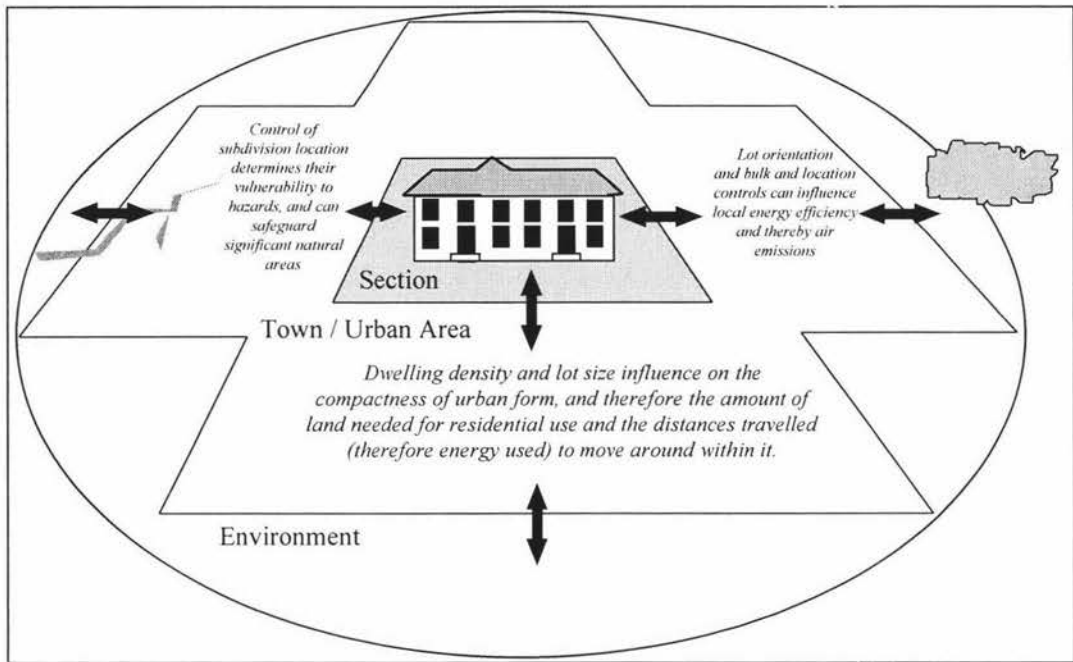 Control of
subdivision location
determines their
vulnerability to
hazards, and can
safeguard
significant natural
areas
Lot orientation
and bulk and location
controls can influence
local energy efficiency
and thereby air
emissions
Section
Town / Urban Area
Dwelling density and lot size influence on the
compactness of urban form, and therefore the amount of
land needed for residential use and the distances travelled
(therefore energy used) to move around within it.
Environment